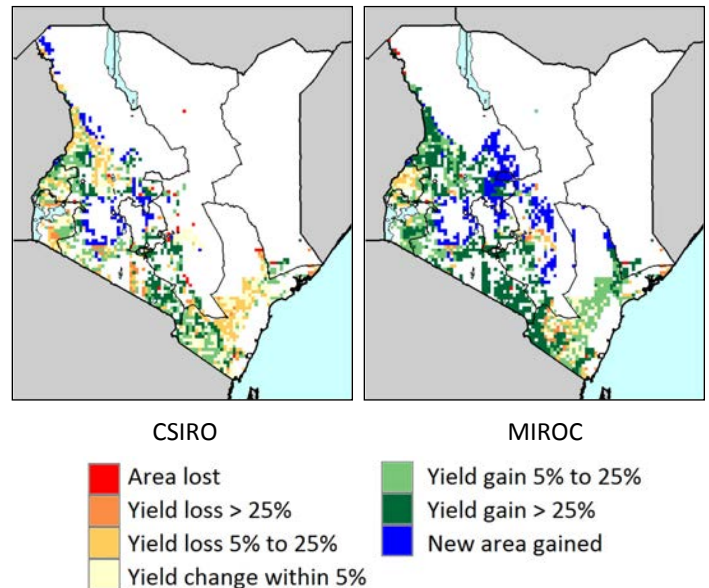 CSIRO
MIROC
Area lost
Yield loss > 25%
Yield loss 5% to 25%
Yield change within 5%
Yield gain 5% to 25%
Yield gain > 25%
New area gained